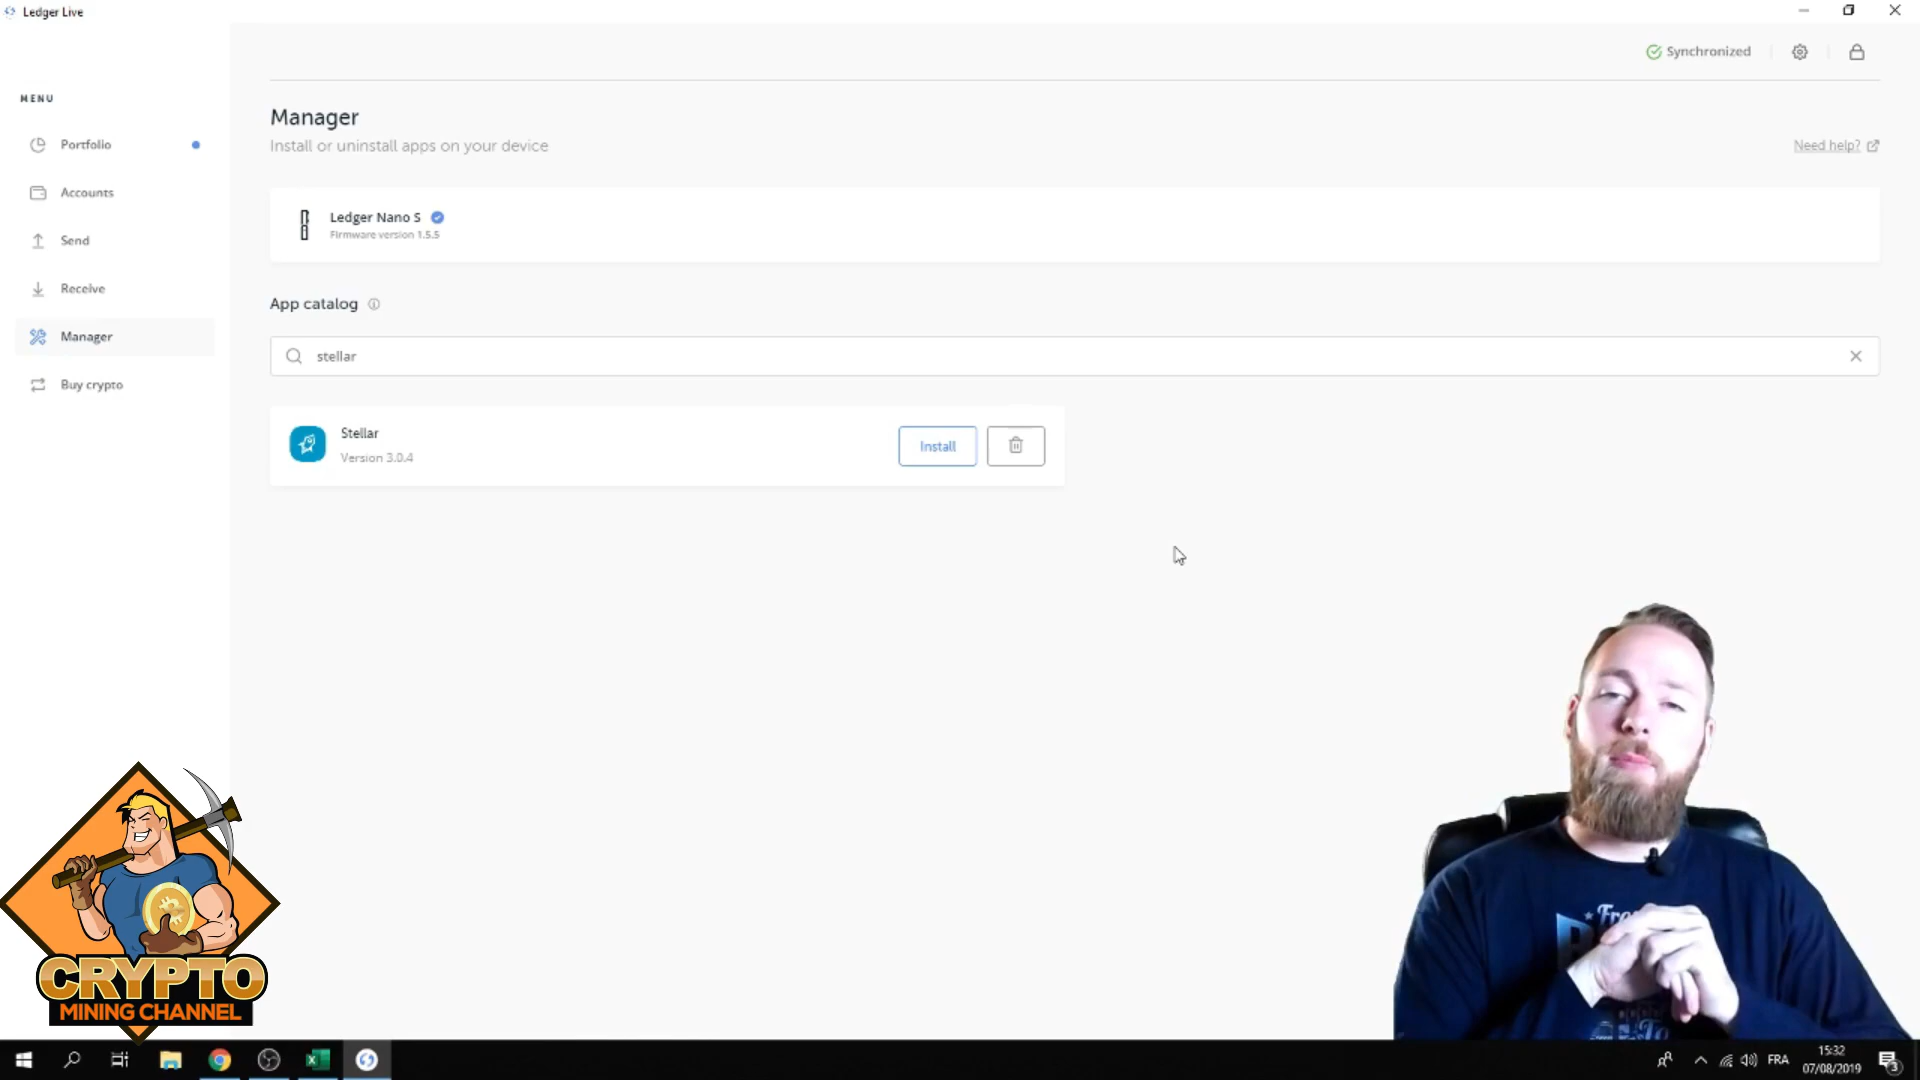 Ledger Live
Synchronized
MENU
Portfolio
Accounts
Send
Receive
Manager
Buy crypto
Manager
Install or uninstall apps on your device
Need help?
Ledger Nano S
Firmware version 1.5.5
App catalog
stellar
Stellar
Version 3.0.4
Install
CRYPTO
MINING CHANNEL
FRA
15:32
07/08/2019
3